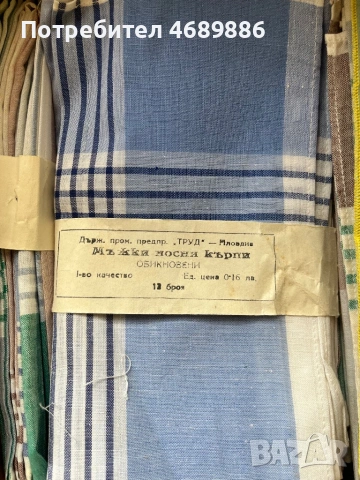 Потребител 4689886
Държ. пром. предпр. „ТРУД" — Пловдив
Мъжки носни кърпи
ОБИКНОВЕНИ
I-во качество Ед. цена 0·16 лв.
12 броя
BAZAR